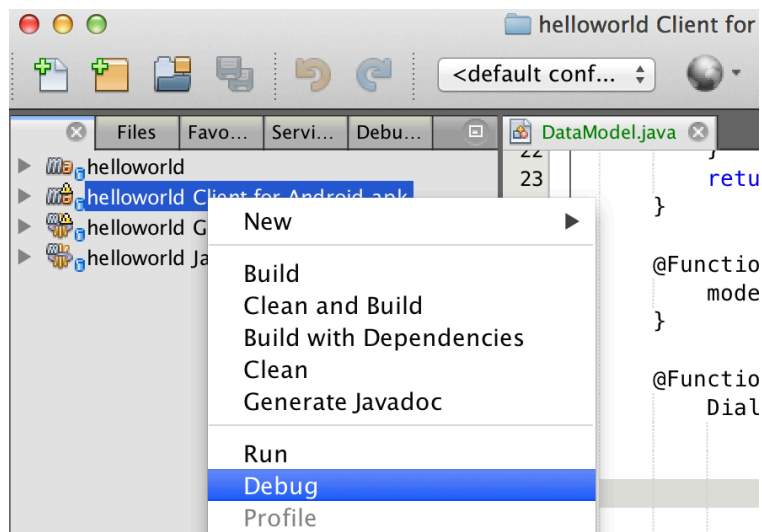 helloworld Client for
<default conf...
Files Favo... Servi... Debu... DataModel.java
helloworld
helloworld Client for Android.apk
helloworld G
helloworld Ja
New
Build
Clean and Build
Build with Dependencies
Clean
Generate Javadoc
Run
Debug
Profile
22 }
23 retu
}
@Functio
mode
}
@Functio
Dial